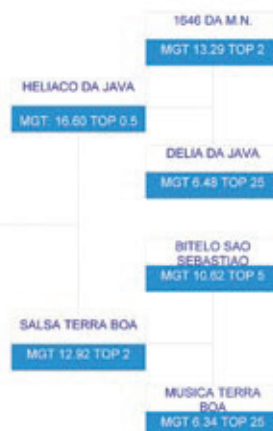 1646 DA M.N.
MGT 13.29 TOP 2
HELIACO DA JAVA
MGT: 16.60 TOP 0.5
DELIA DA JAVA
MGT 6.48 TOP 25
BITELO SAO
SEBASTIAO
MGT 10.62 TOP 5
SALSA TERRA BOA
MGT 12.92 TOP 2
MUSICA TERRA
BOA
MGT 6.34 TOP 25